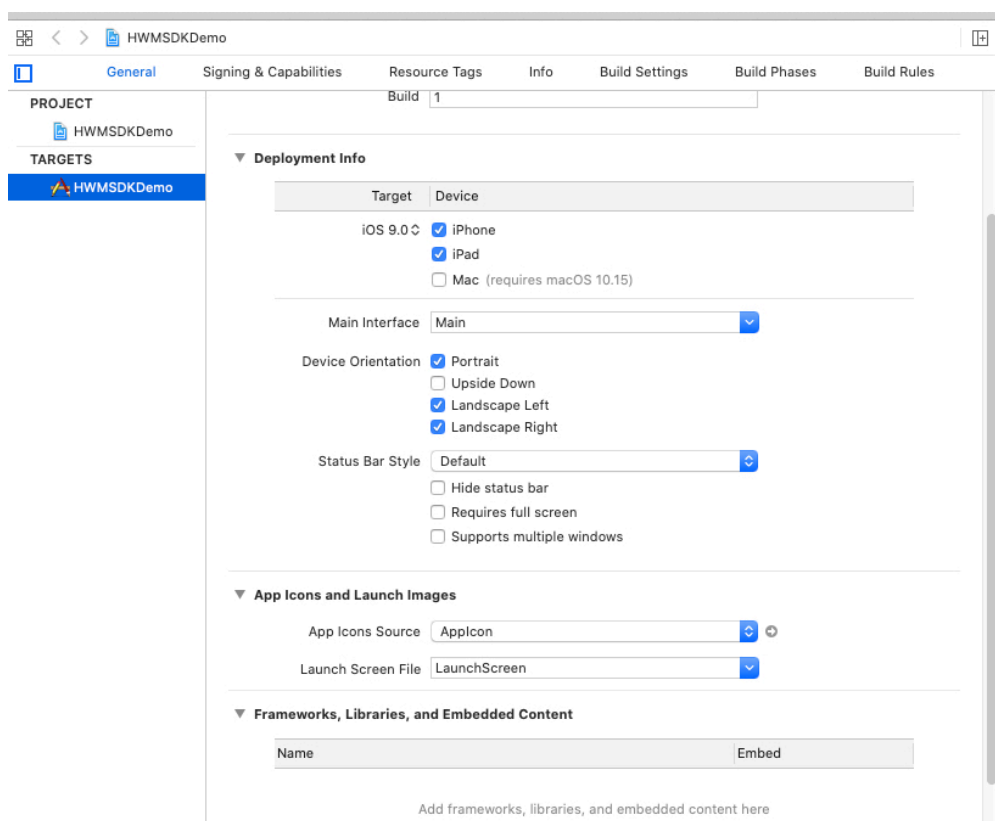 HWMSDKDemo
General Signing & Capabilities Resource Tags Info Build Settings Build Phases Build Rules
PROJECT
HWMSDKDemo
TARGETS
HWMSDKDemo
Build 1
Deployment Info
Target Device
iOS 9.0 iPhone
iPad
Mac (requires macOS 10.15)
Main Interface Main
Device Orientation Portrait
Upside Down
Landscape Left
Landscape Right
Status Bar Style Default
Hide status bar
Requires full screen
Supports multiple windows
App Icons and Launch Images
App Icons Source AppIcon
Launch Screen File LaunchScreen
Frameworks, Libraries, and Embedded Content
Name Embed
Add frameworks, libraries, and embedded content here